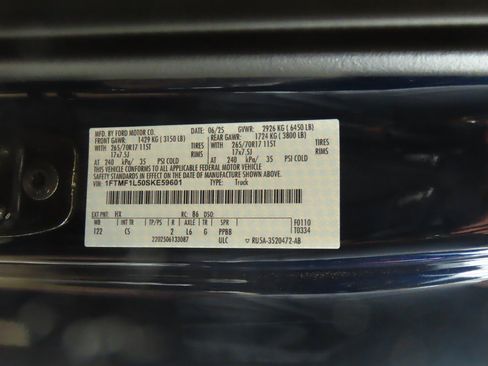 MFD. BY FORD MOTOR CO. 06/25 GVWR: 2926 KG (6450 LB)
FRONT GAWR: 1429 KG (3150 LB) REAR GAWR: 1724 KG (3800 LB)
WITH 265/70R17 115T TIRES WITH 265/70R17 115T TIRES
17x7.5J RIMS 17x7.5J RIMS
AT 240 kPa/ 35 PSI COLD AT 240 kPa/ 35 PSI COLD
THIS VEHICLE CONFORMS TO ALL APPLICABLE FEDERAL MOTOR VEHICLE
SAFETY STANDARDS IN EFFECT ON THE DATE OF MANUFACTURE SHOWN ABOVE.
VIN: 1FTMF1L50SKE59601 TYPE: Truck
EXT PNT: HX RC: 86 DSO:
WB INT TR TP/PS R AXLE TR SPR F0110
122 CS 2 L6 G PPBB T0334
2202506133087 ULC RU5A-3520472-AB